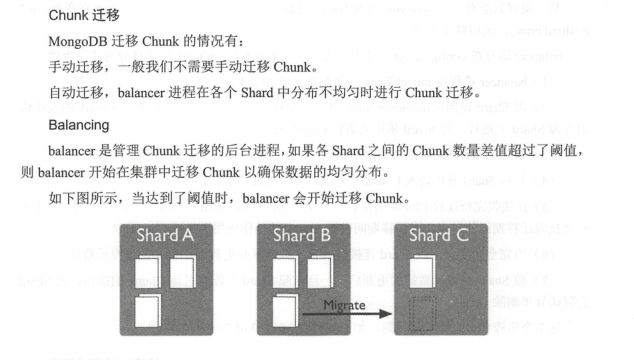 Chunk 迁移
MongoDB 迁移 Chunk 的情况有：
手动迁移，一般我们不需要手动迁移 Chunk。
自动迁移，balancer 进程在各个 Shard 中分布不均匀时进行 Chunk 迁移。
Balancing
balancer 是管理 Chunk 迁移的后台进程，如果各 Shard 之间的 Chunk 数量差值超过了阈值，
则 balancer 开始在集群中迁移 Chunk 以确保数据的均匀分布。
如下图所示，当达到了阈值时，balancer 会开始迁移 Chunk。
Shard A Shard B Shard C
Migrate